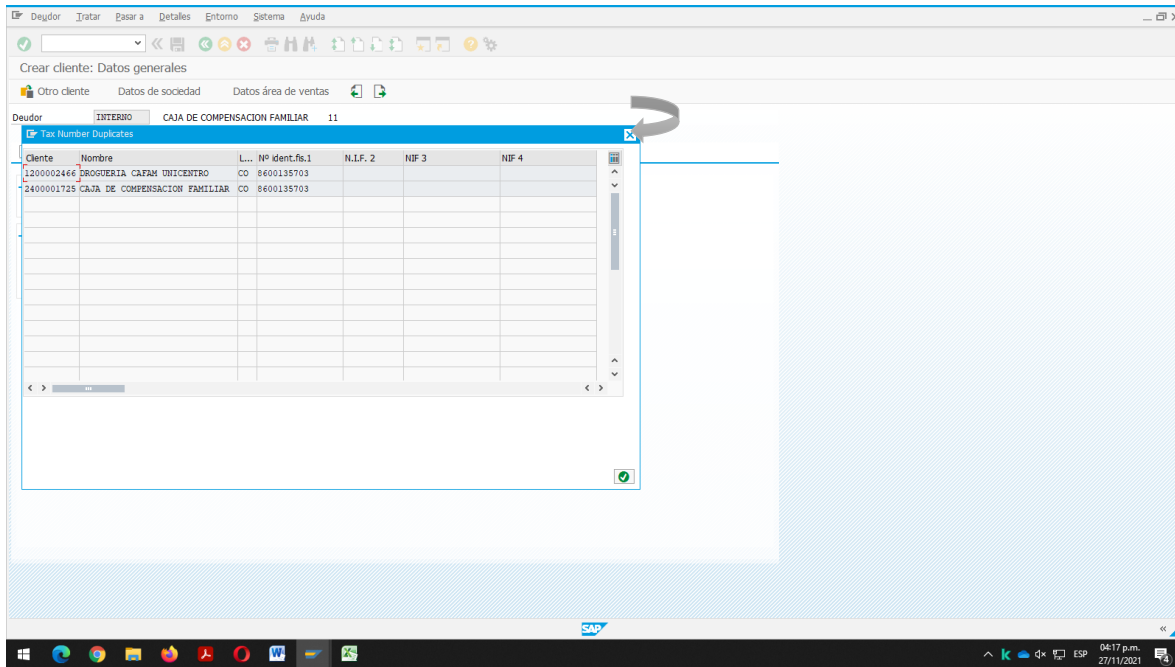 Deudor Tratar Pasar a Detalles Entorno Sistema Ayuda
Crear cliente: Datos generales
Otro cliente Datos de sociedad Datos área de ventas
Deudor INTERNO CAJA DE COMPENSACION FAMILIAR 11
Tax Number Duplicates
Cliente Nombre L... Nº ident.fis.1 N.I.F. 2 NIF 3 NIF 4
1200002466 DROGUERIA CAFAM UNICENTRO CO 8600135703
2400001725 CAJA DE COMPENSACION FAMILIAR CO 8600135703
SAP
ESP 04:17 p.m.
27/11/2021